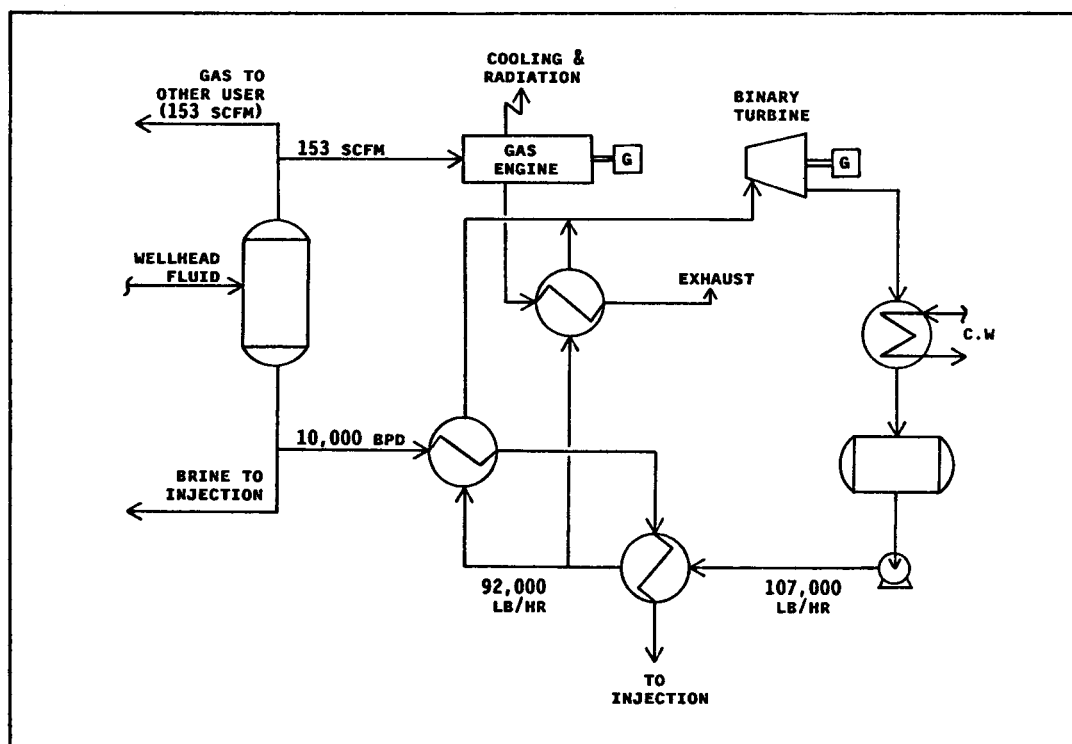 COOLING &
RADIATION
GAS TO
OTHER USER
(153 SCFM)
BINARY
TURBINE
153 SCFM
GAS
ENGINE
G
G
WELLHEAD
FLUID
EXHAUST
C.W
10,000 BPD
BRINE TO
INJECTION
92,000
LB/HR
107,000
LB/HR
TO
INJECTION